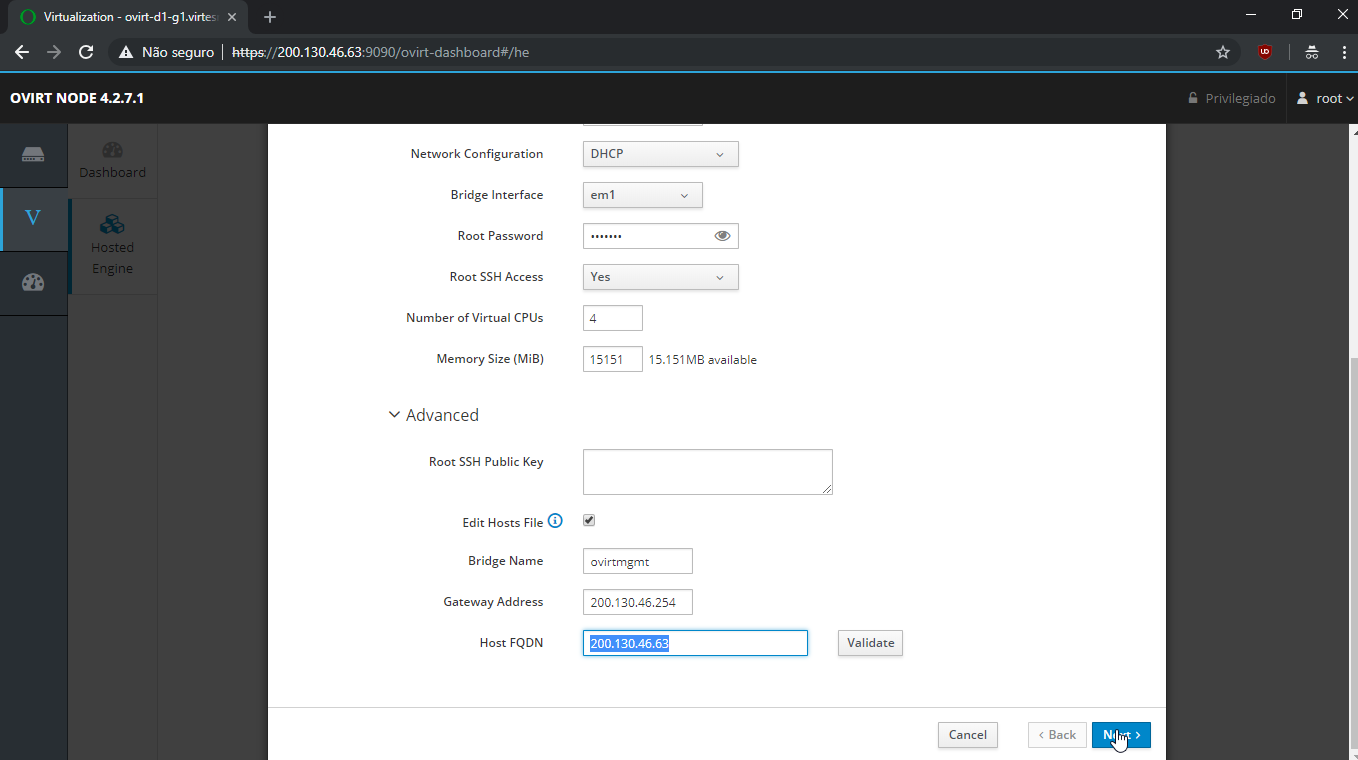 Virtualization - ovirt-d1-g1.virtes
Não seguro https://200.130.46.63:9090/ovirt-dashboard#/he
OVIRT NODE 4.2.7.1
Privilegiado
root
Dashboard
V
Hosted
Engine
Network Configuration DHCP
Bridge Interface em1
Root Password •••••••
Root SSH Access Yes
Number of Virtual CPUs 4
Memory Size (MiB) 15151 15.151MB available
Advanced
Root SSH Public Key
Edit Hosts File
Bridge Name ovirtmgmt
Gateway Address 200.130.46.254
Host FQDN 200.130.46.63 Validate
Cancel
< Back
Next >